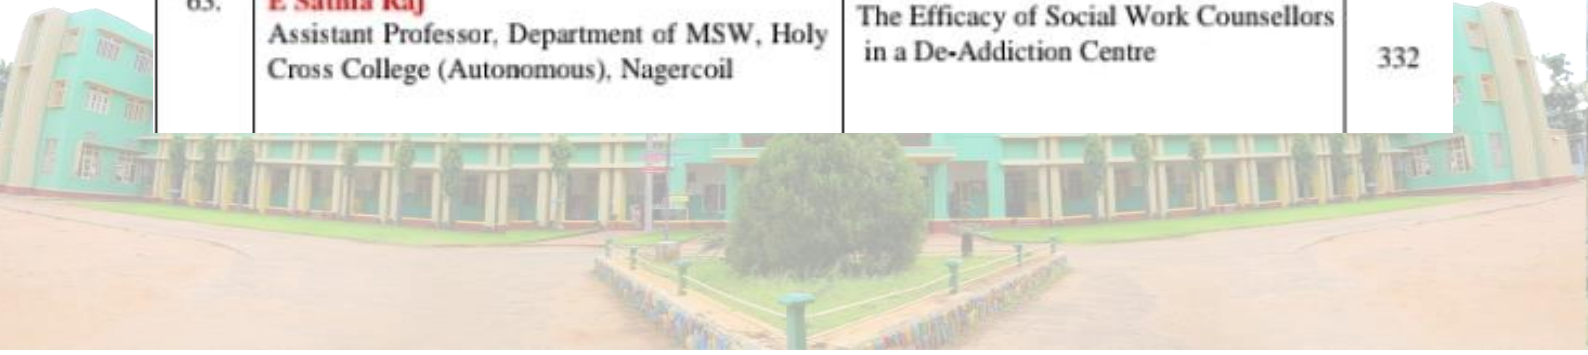 Assistant Professor, Department of MSW, Holy
Cross College (Autonomous), Nagercoil
The Efficacy of Social Work Counsellors
in a De-Addiction Centre
332